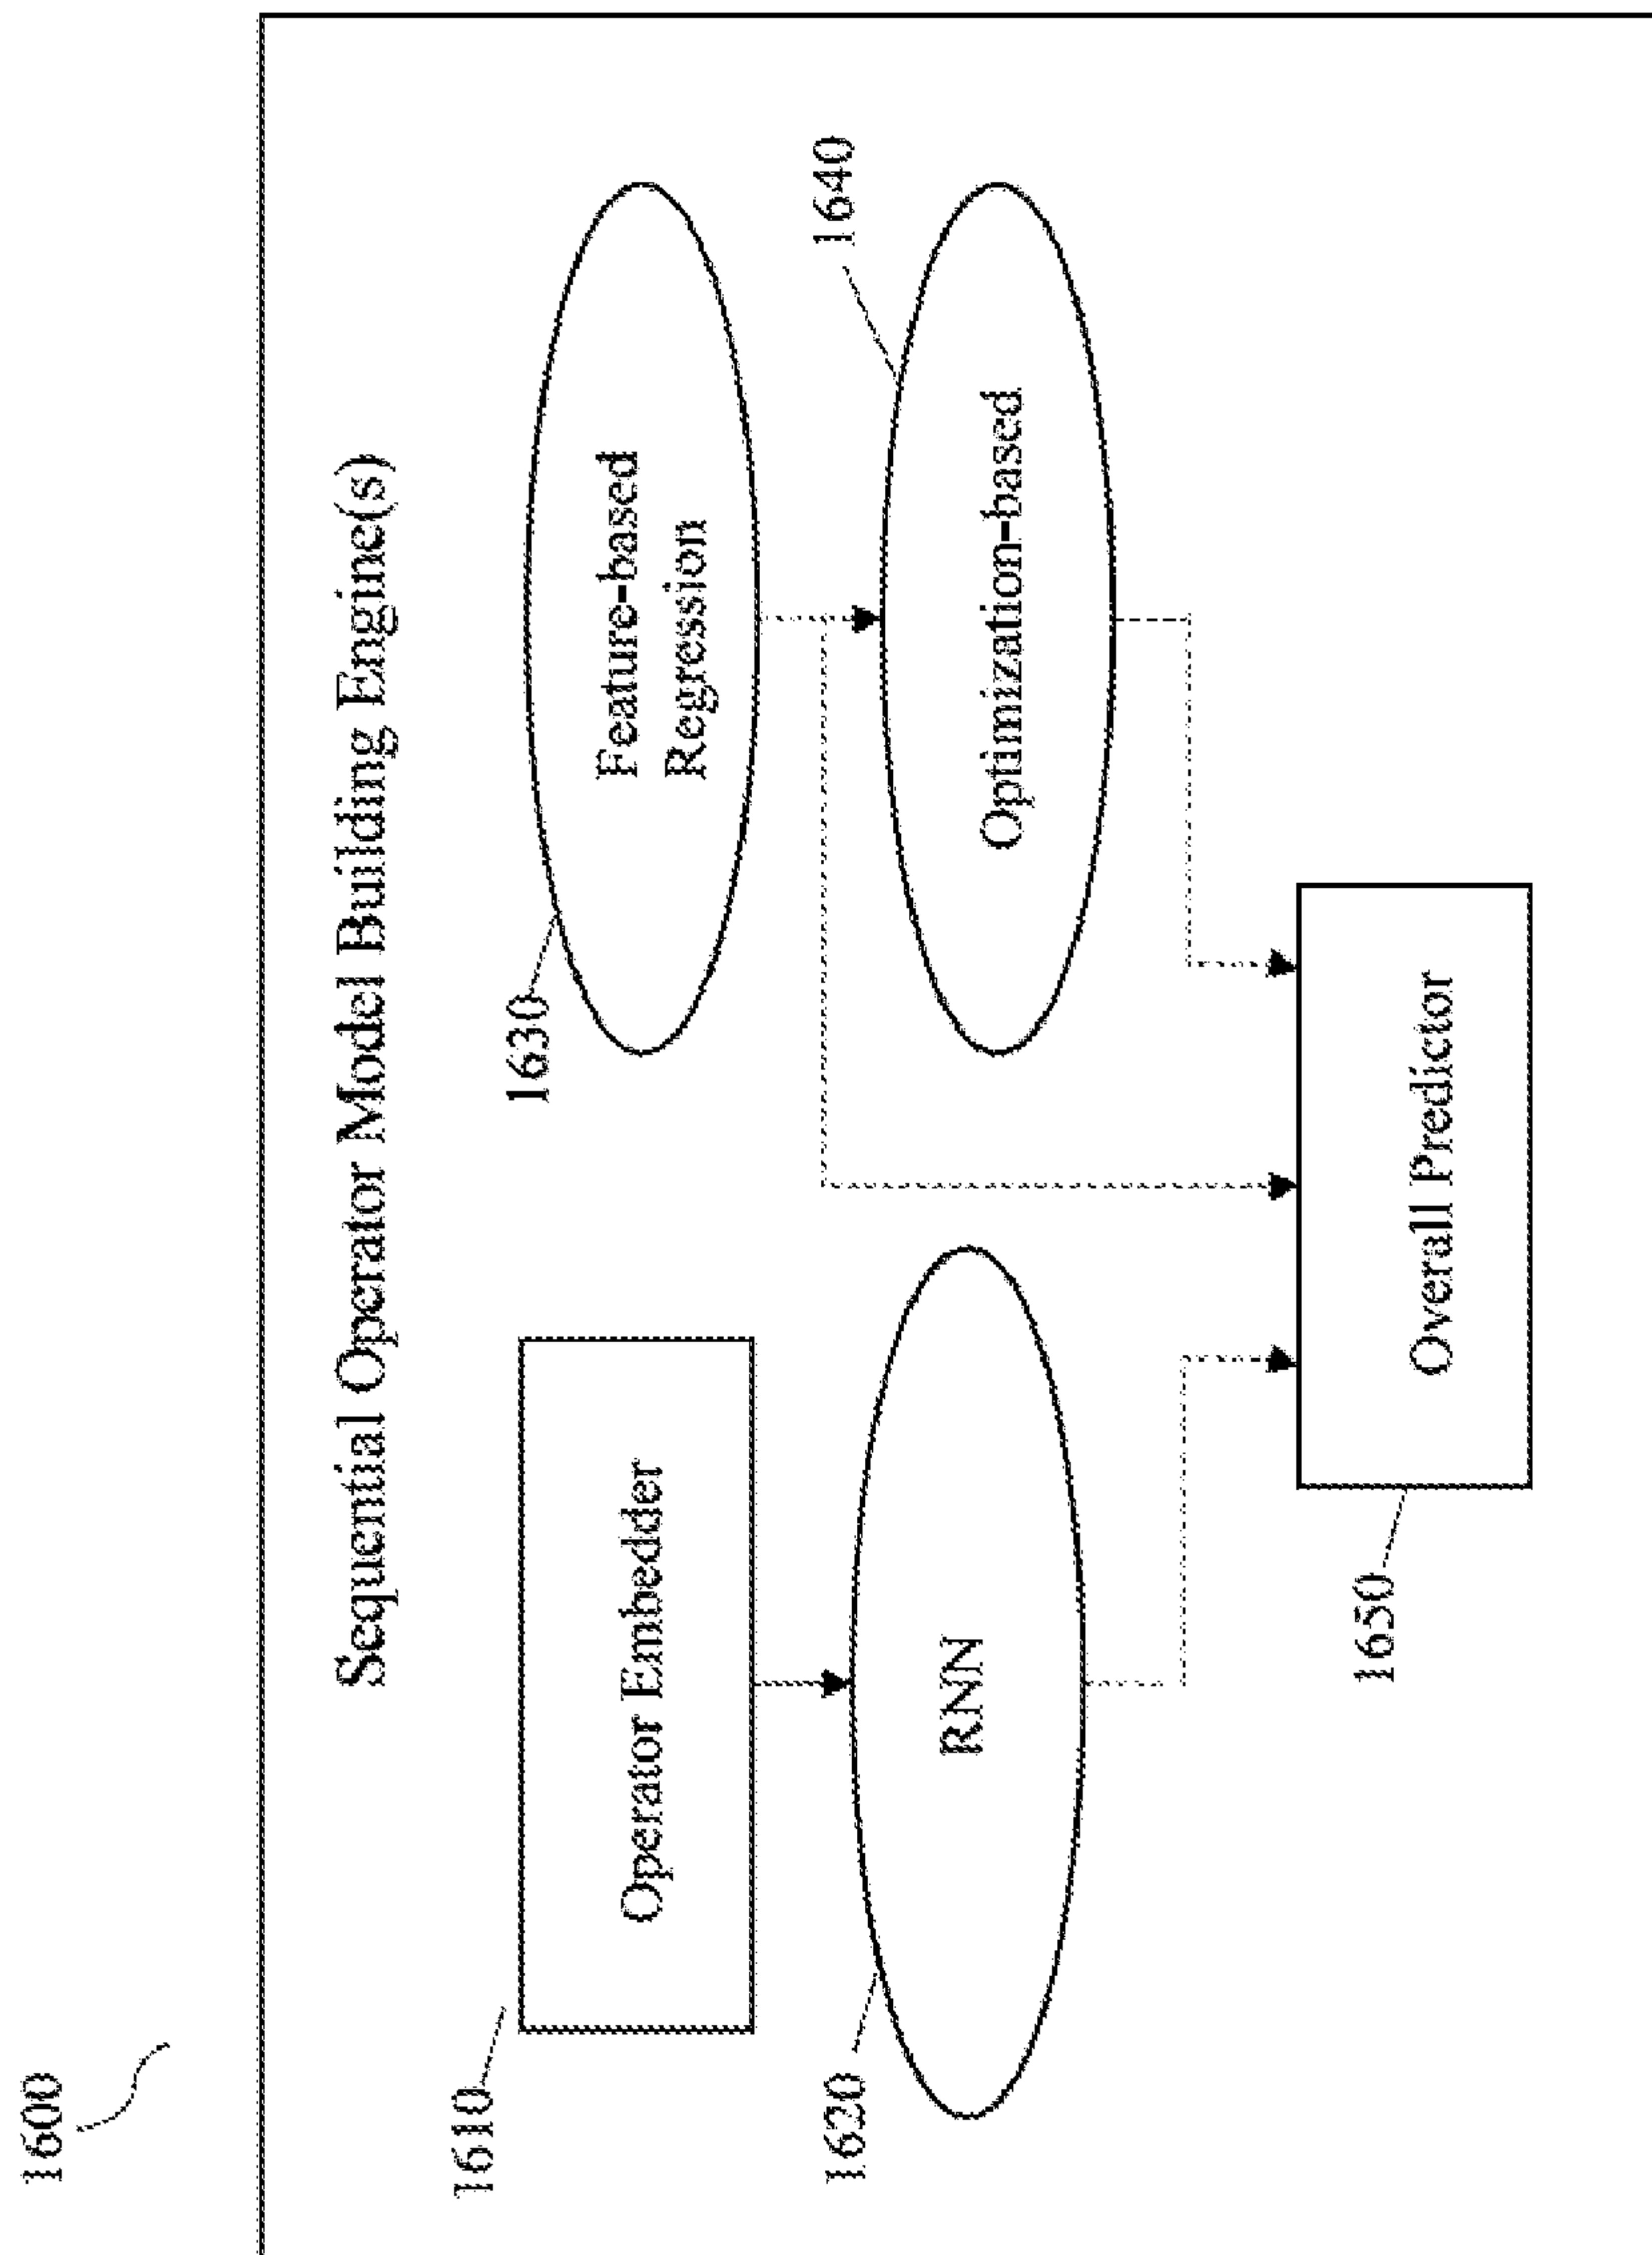 1600
Sequential Operator Model Building Engine(s)
1610
Operator Embedder
1630
Feature-based
Regression
1620
RNN
1640
Optimization-based
1650
Overall Predictor